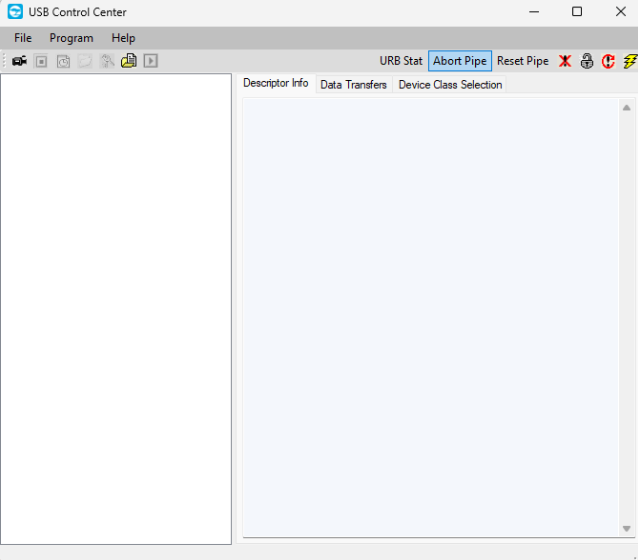 USB Control Center
File Program Help
URB Stat Abort Pipe Reset Pipe
Descriptor Info Data Transfers Device Class Selection